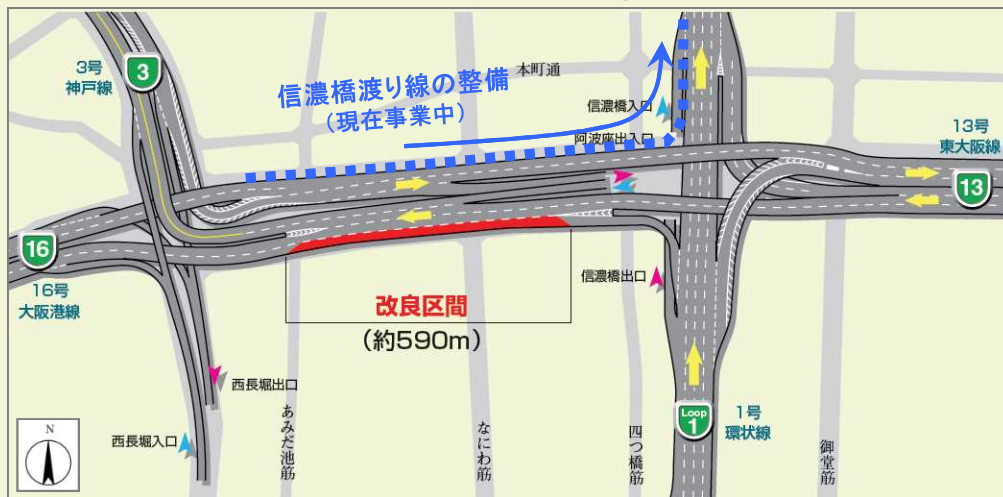 3号
神戸線
3
信濃橋渡り線の整備
（現在事業中）
本町通
信濃橋入口
阿波座出入口
13号
東大阪線
13
16
16号
大阪港線
改良区間
（約590m）
信濃橋出口
西長堀出口
西長堀入口
あみだ池筋
なにわ筋
四つ橋筋
Loop
1
1号
環状線
御堂筋
N